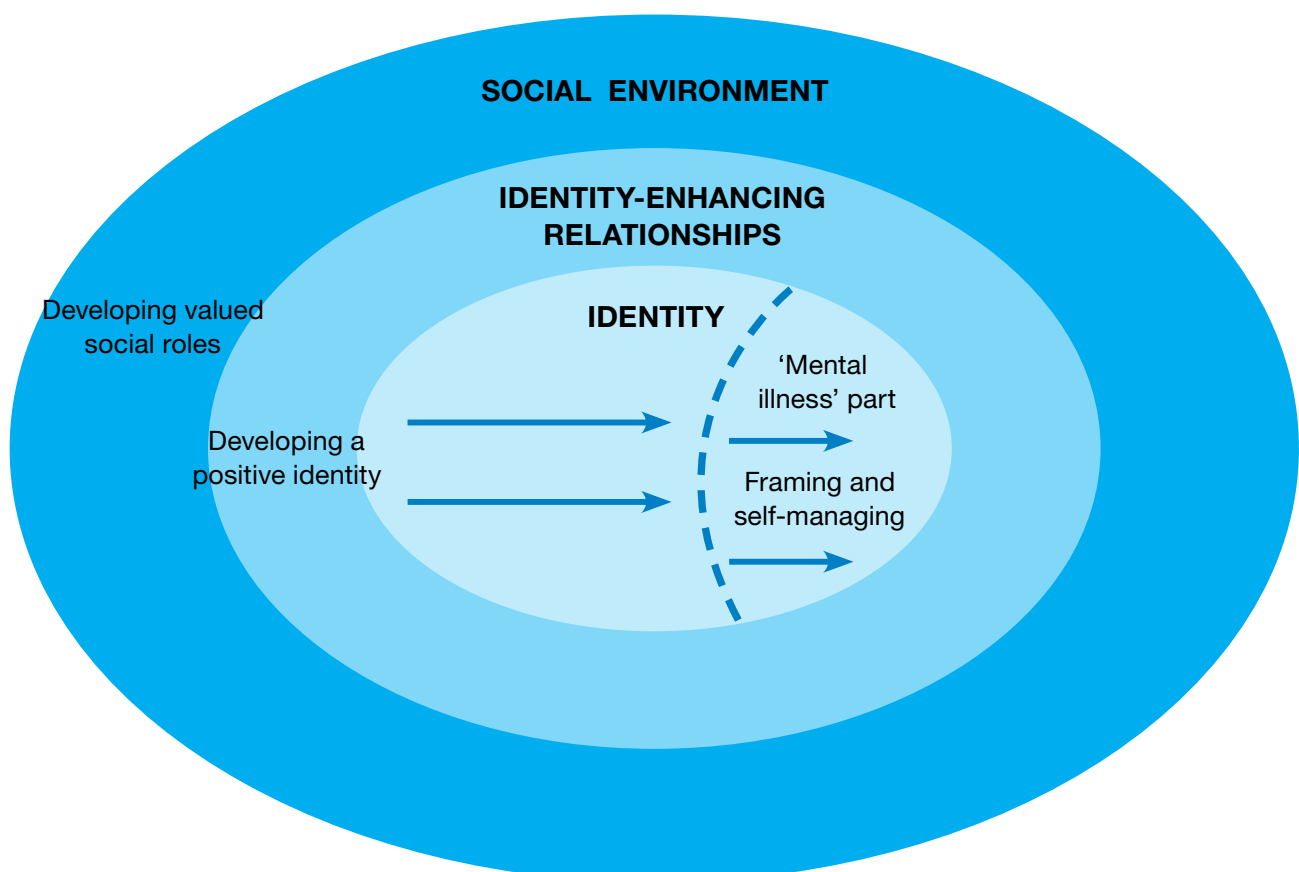 SOCIAL ENVIRONMENT
IDENTITY-ENHANCING
RELATIONSHIPS
IDENTITY
Developing valued
social roles
‘Mental
illness’ part
Developing a
positive identity
Framing and
self-managing